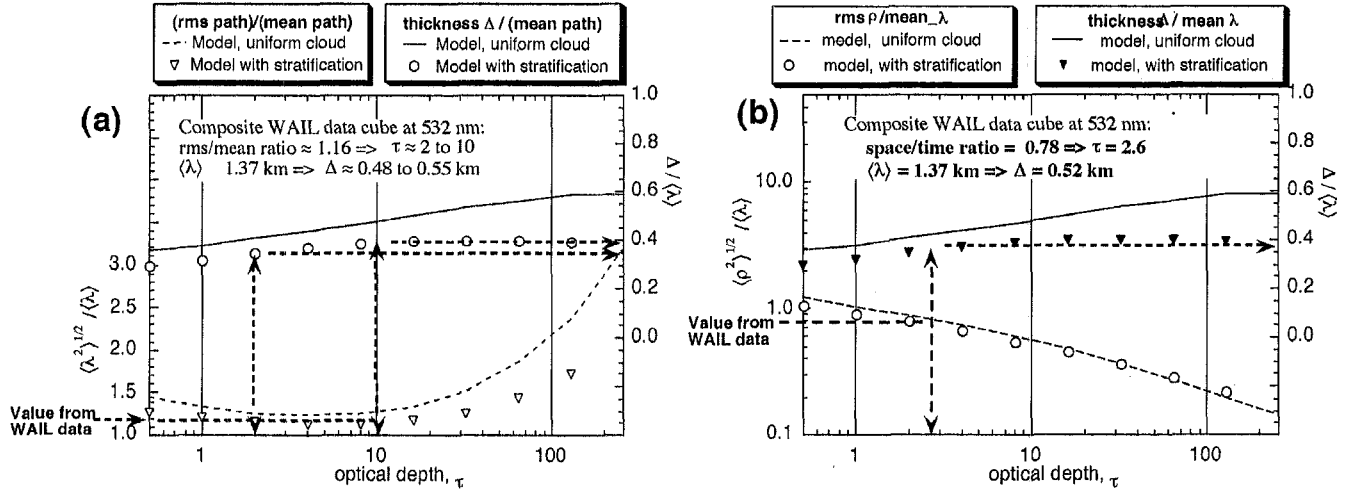 (rms path)/(mean path)
Model, uniform cloud
Model with stratification
thickness Δ / (mean path)
Model, uniform cloud
Model with stratification
rms ρ/mean_λ
model, uniform cloud
model, with stratification
thickness Δ / mean λ
model, uniform cloud
model, with stratification
(a)
Composite WAIL data cube at 532 nm:
rms/mean ratio ≈ 1.16 => τ ≈ 2 to 10
⟨λ⟩ 1.37 km => Δ ≈ 0.48 to 0.55 km
⟨λ²⟩^1/2 /⟨λ⟩
3.0
2.5
2.0
1.5
1.0
Value from
WAIL data
1
10
100
optical depth, τ
1.0
0.8
0.6
0.4
0.2
0.0
Δ / ⟨λ⟩
(b)
Composite WAIL data cube at 532 nm:
space/time ratio = 0.78 => τ = 2.6
⟨λ⟩ = 1.37 km => Δ = 0.52 km
⟨ρ²⟩^1/2 /⟨λ⟩
10.0
1.0
0.1
Value from
WAIL data
1
10
100
optical depth, τ
1.0
0.8
0.6
0.4
0.2
0.0
Δ / ⟨λ⟩